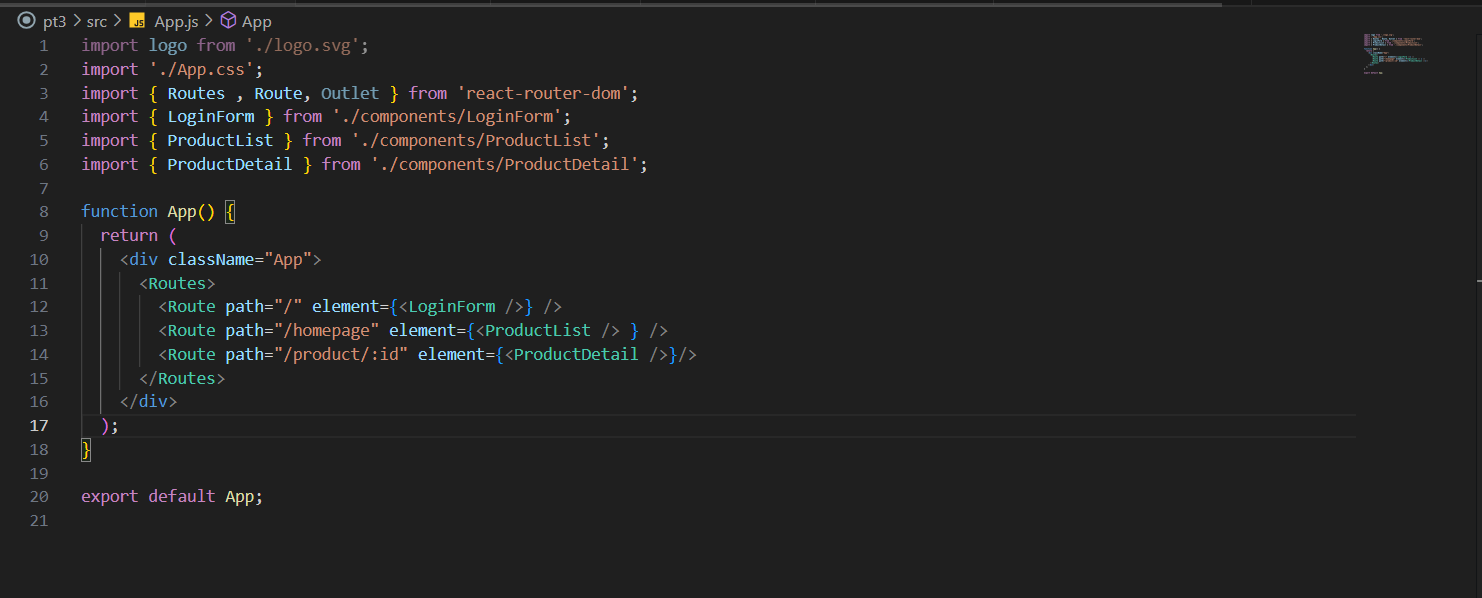 pt3 > src > JS App.js > App
1 import logo from './logo.svg';
2 import './App.css';
3 import { Routes , Route, Outlet } from 'react-router-dom';
4 import { LoginForm } from './components/LoginForm';
5 import { ProductList } from './components/ProductList';
6 import { ProductDetail } from './components/ProductDetail';
7
8 function App() {
9   return (
10     <div className="App">
11       <Routes>
12         <Route path="/" element={<LoginForm />} />
13         <Route path="/homepage" element={<ProductList /> } />
14         <Route path="/product/:id" element={<ProductDetail />}/>
15       </Routes>
16     </div>
17   );
18 }
19
20 export default App;
21